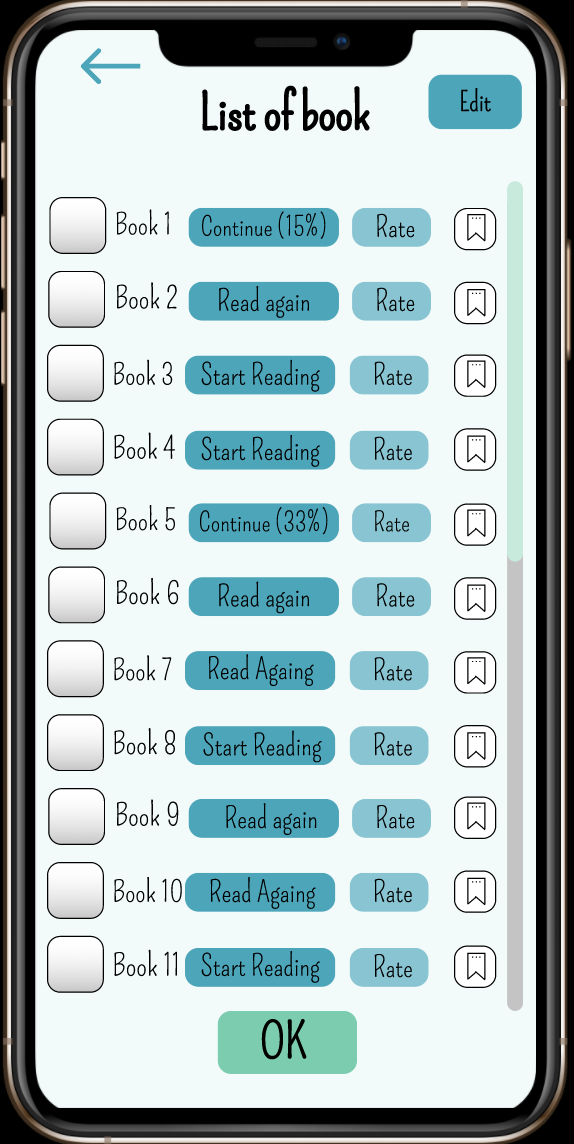 List of book
Edit
Book 1 Continue (15%) Rate
Book 2 Read again Rate
Book 3 Start Reading Rate
Book 4 Start Reading Rate
Book 5 Continue (33%) Rate
Book 6 Read again Rate
Book 7 Read Againg Rate
Book 8 Start Reading Rate
Book 9 Read again Rate
Book 10 Read Againg Rate
Book 11 Start Reading Rate
OK